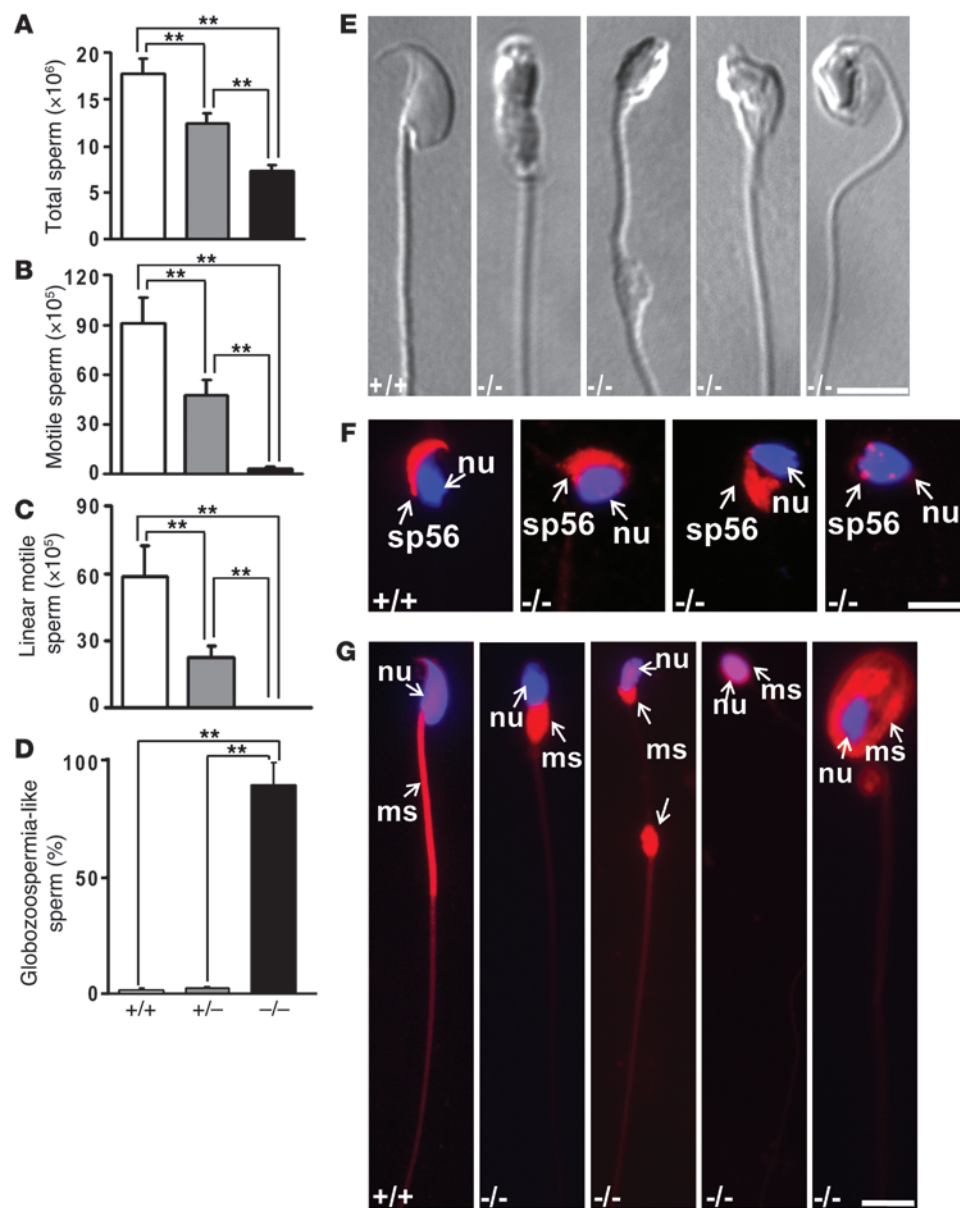 A
**
**
**
20
15
10
5
0
Total sperm (×10⁶)
B
**
**
**
120
90
60
30
0
Motile sperm (×10⁵)
C
**
**
**
90
60
30
0
Linear motile
sperm (×10⁵)
D
**
**
100
50
0
Globozoospermia-like
sperm (%)
+/+ +/− −/−
E
+/+ -/- -/- -/- -/-
F
nu
sp56
+/+
sp56
nu
-/-
sp56
nu
-/-
nu
-/-
G
nu
ms
+/+
nu
ms
-/-
nu
ms
-/-
nu
ms
-/-
nu
ms
-/-